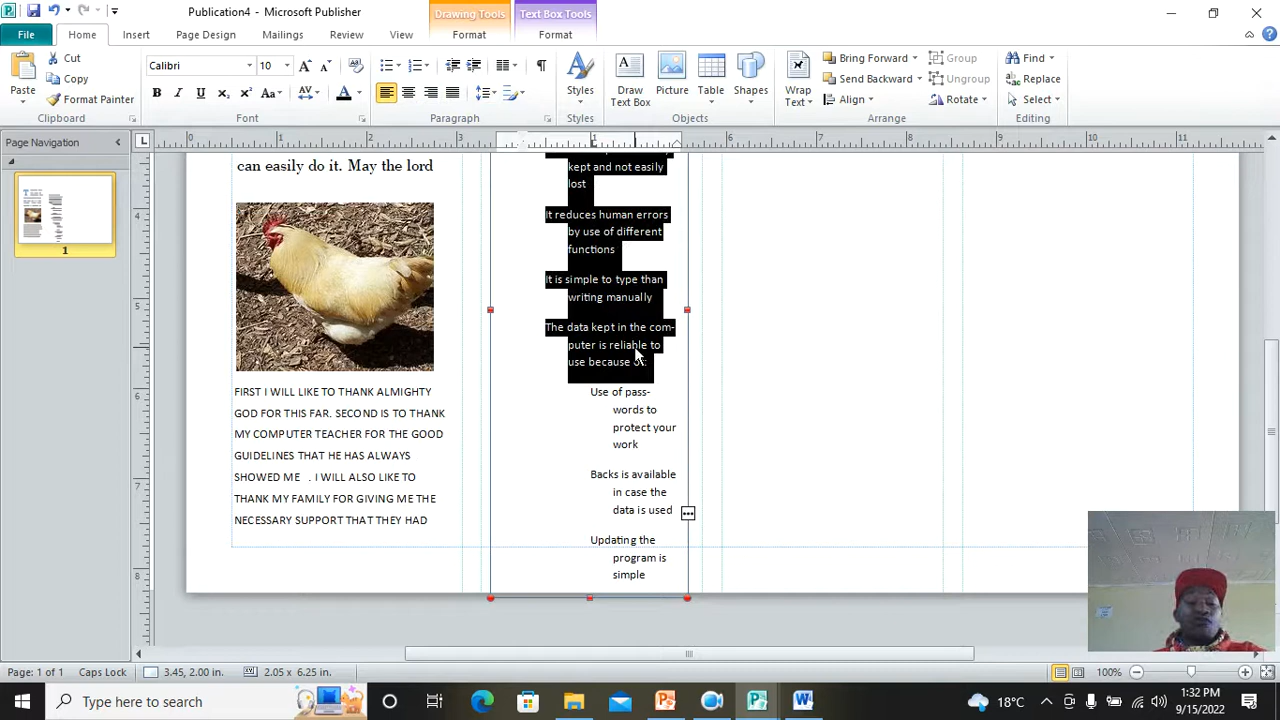 Publication4 - Microsoft Publisher
Drawing Tools
Text Box Tools
File
Home
Insert
Page Design
Mailings
Review
View
Format
Format
Paste
Cut
Copy
Format Painter
Clipboard
Calibri
10
Font
Paragraph
Styles
Styles
Draw Text Box
Picture
Table
Shapes
Objects
Wrap Text
Bring Forward
Send Backward
Align
Group
Ungroup
Rotate
Arrange
Find
Replace
Select
Editing
Page Navigation
1
can easily do it. May the lord
FIRST I WILL LIKE TO THANK ALMIGHTY
GOD FOR THIS FAR. SECOND IS TO THANK
MY COMPUTER TEACHER FOR THE GOOD
GUIDELINES THAT HE HAS ALWAYS
SHOWED ME . I WILL ALSO LIKE TO
THANK MY FAMILY FOR GIVING ME THE
NECESSARY SUPPORT THAT THEY HAD
kept and not easily
lost
It reduces human errors
by use of different
functions
It is simple to type than
writing manually
The data kept in the com-
puter is reliable to
use because
Use of pass-
words to
protect your
work
Backs is available
in case the
data is used
Updating the
program is
simple
Page: 1 of 1
Caps Lock
3.45, 2.00 in.
2.05 x 6.25 in.
100%
Type here to search
18°C
1:32 PM
9/15/2022